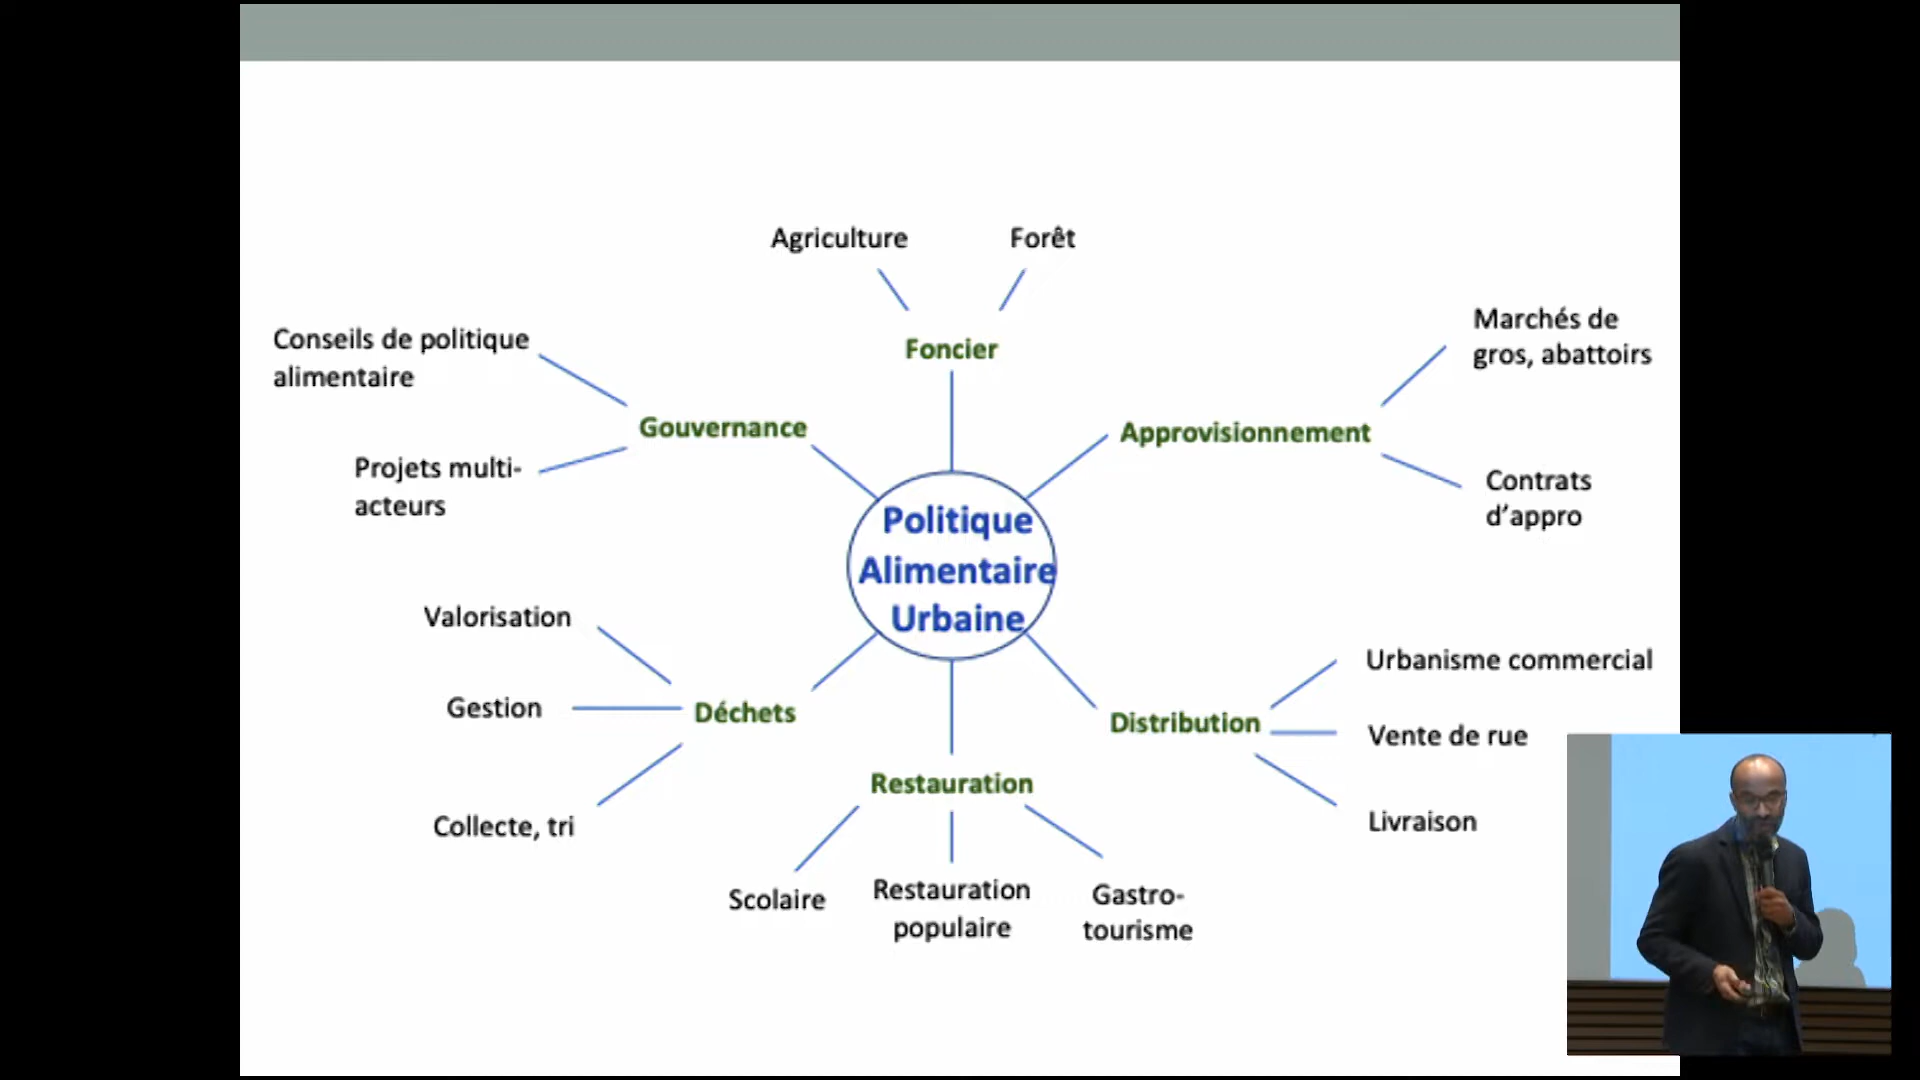 Agriculture
Forêt
Foncier
Conseils de politique
alimentaire
Gouvernance
Projets multi-
acteurs
Marchés de
gros, abattoirs
Approvisionnement
Contrats
d’appro
Politique
Alimentaire
Urbaine
Valorisation
Gestion
Déchets
Collecte, tri
Urbanisme commercial
Distribution
Vente de rue
Livraison
Restauration
Scolaire
Restauration
populaire
Gastro-
tourisme